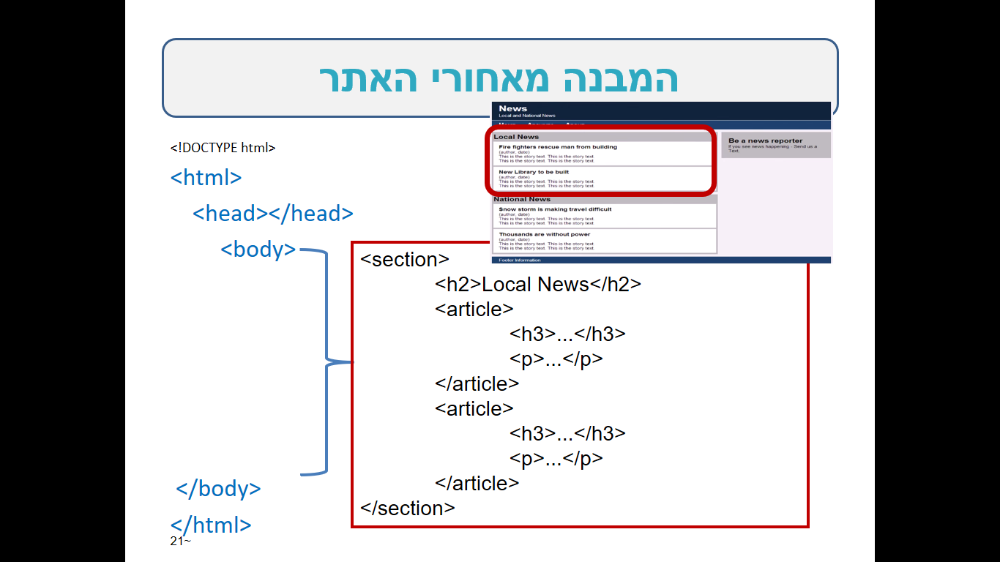 המבנה מאחורי האתר
News
Local and National News
Local News
Fire fighters rescue man from building
(author, date)
This is the story text. This is the story text.
This is the story text. This is the story text.
New Library to be built
(author, date)
This is the story text. This is the story text.
This is the story text. This is the story text.
National News
Snow storm is making travel difficult
(author, date)
This is the story text. This is the story text.
This is the story text. This is the story text.
Thousands are without power
(author, date)
This is the story text. This is the story text.
This is the story text. This is the story text.
Be a news reporter
If you see news happening - Send us a
Text.
Footer Information
<!DOCTYPE html>
<html>
<head></head>
<body>
<section>
<h2>Local News</h2>
<article>
<h3>...</h3>
<p>...</p>
</article>
<article>
<h3>...</h3>
<p>...</p>
</article>
</section>
</body>
</html>
21~